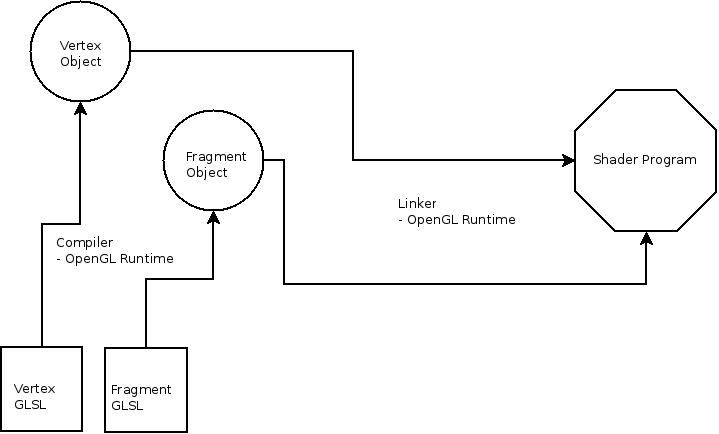 Vertex
Object
Fragment
Object
Shader Program
Linker
- OpenGL Runtime
Compiler
- OpenGL Runtime
Vertex
GLSL
Fragment
GLSL